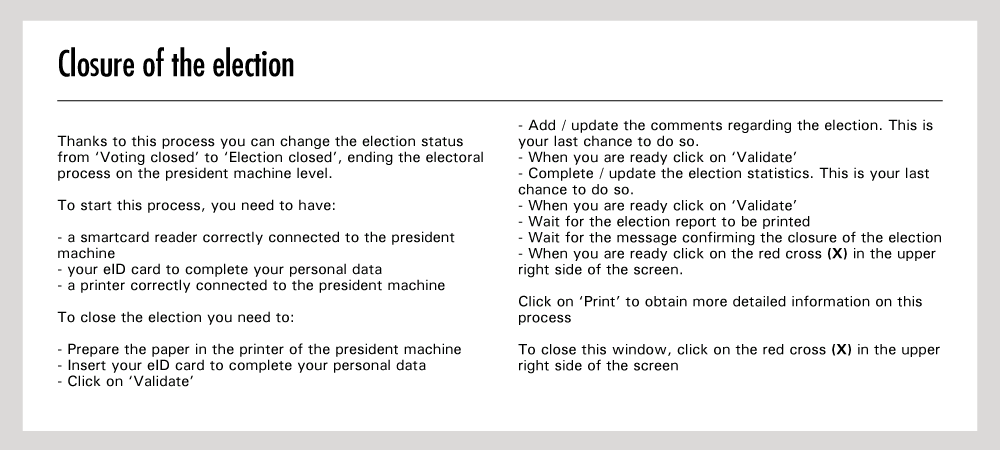 Closure of the election
Thanks to this process you can change the election status
from ‘Voting closed’ to ‘Election closed’, ending the electoral
process on the president machine level.
To start this process, you need to have:
- a smartcard reader correctly connected to the president
machine
- your eID card to complete your personal data
- a printer correctly connected to the president machine
To close the election you need to:
- Prepare the paper in the printer of the president machine
- Insert your eID card to complete your personal data
- Click on ‘Validate’
- Add / update the comments regarding the election. This is
your last chance to do so.
- When you are ready click on ‘Validate’
- Complete / update the election statistics. This is your last
chance to do so.
- When you are ready click on ‘Validate’
- Wait for the election report to be printed
- Wait for the message confirming the closure of the election
- When you are ready click on the red cross (X) in the upper
right side of the screen.
Click on ‘Print’ to obtain more detailed information on this
process
To close this window, click on the red cross (X) in the upper
right side of the screen